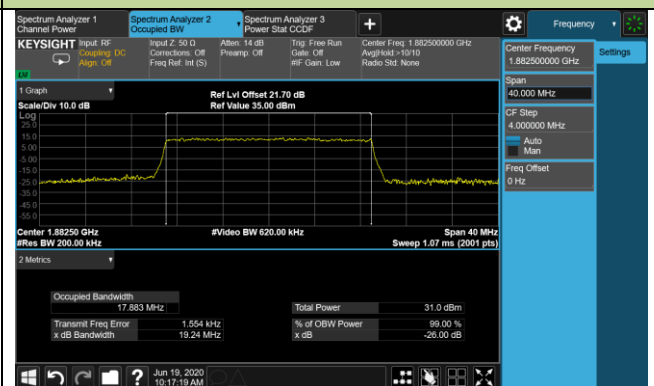 Spectrum Analyzer 1
Channel Power
Spectrum Analyzer 2
Occupied BW
Spectrum Analyzer 3
Power Stat CCDF
Frequency
KEYSIGHT
Input: RF
Coupling: DC
Align: Off
Input Z: 50 Ω
Corrections: Off
Freq Ref: Int (S)
Atten: 14 dB
Preamp: Off
Trig: Free Run
Gate: Off
#IF Gain: Low
Center Freq: 1.882500000 GHz
Avg|Hold:>10/10
Radio Std: None
Center Frequency
1.882500000 GHz
Settings
Span
40.000 MHz
CF Step
4.000000 MHz
Auto
Man
Freq Offset
0 Hz
1 Graph
Scale/Div 10.0 dB
Ref Lvl Offset 21.70 dB
Ref Value 35.00 dBm
Log
25.0
15.0
5.00
-5.00
-15.0
-25.0
-35.0
-45.0
-55.0
Center 1.88250 GHz
#Video BW 620.00 kHz
Span 40 MHz
#Res BW 200.00 kHz
Sweep 1.07 ms (2001 pts)
2 Metrics
Occupied Bandwidth
17.883 MHz
Total Power
31.0 dBm
Transmit Freq Error
1.554 kHz
% of OBW Power
99.00 %
x dB Bandwidth
19.24 MHz
x dB
-26.00 dB
Jun 19, 2020
10:17:19 AM